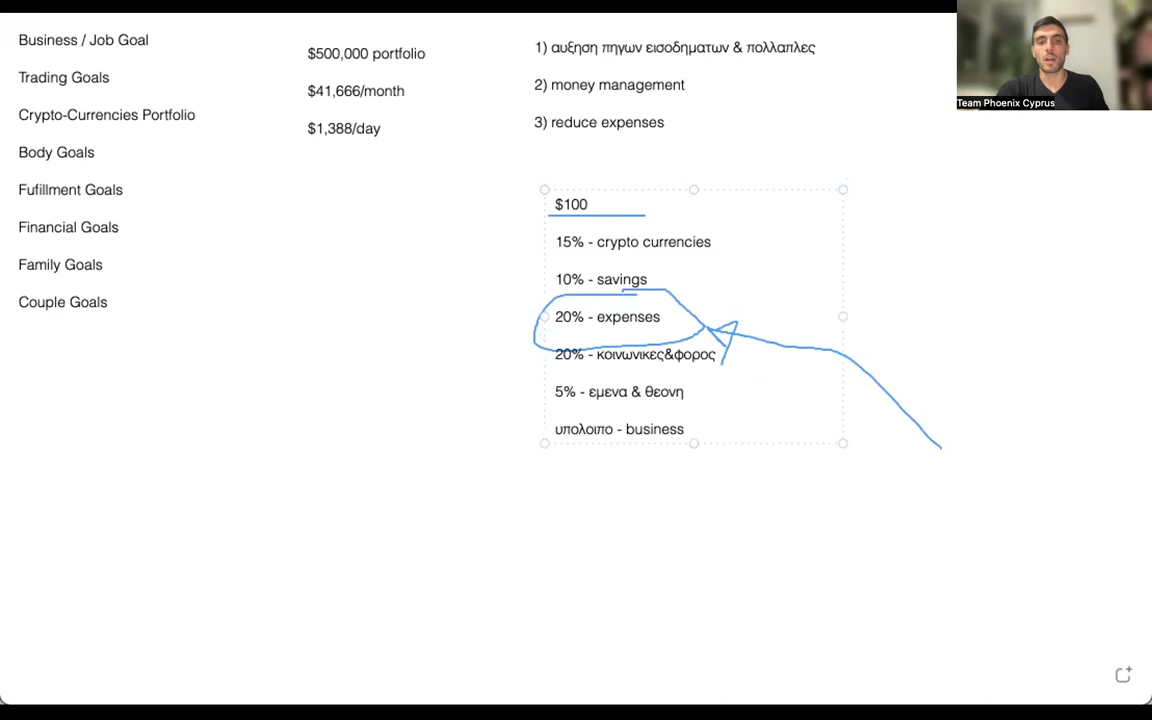 Business / Job Goal
Trading Goals
Crypto-Currencies Portfolio
Body Goals
Fufillment Goals
Financial Goals
Family Goals
Couple Goals
$500,000 portfolio
$41,666/month
$1,388/day
1) αυξηση πηγων εισοδηματων & πολλαπλες
2) money management
3) reduce expenses
$100
15% - crypto currencies
10% - savings
20% - expenses
20% - κοινωνικες&φορος
5% - εμενα & θεονη
υπολοιπο - business
Team Phoenix Cyprus